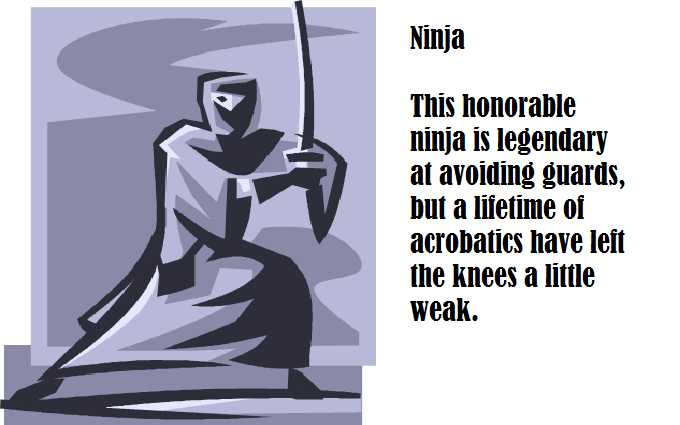 Ninja
This honorable
ninja is legendary
at avoiding guards,
but a lifetime of
acrobatics have left
the knees a little
weak.